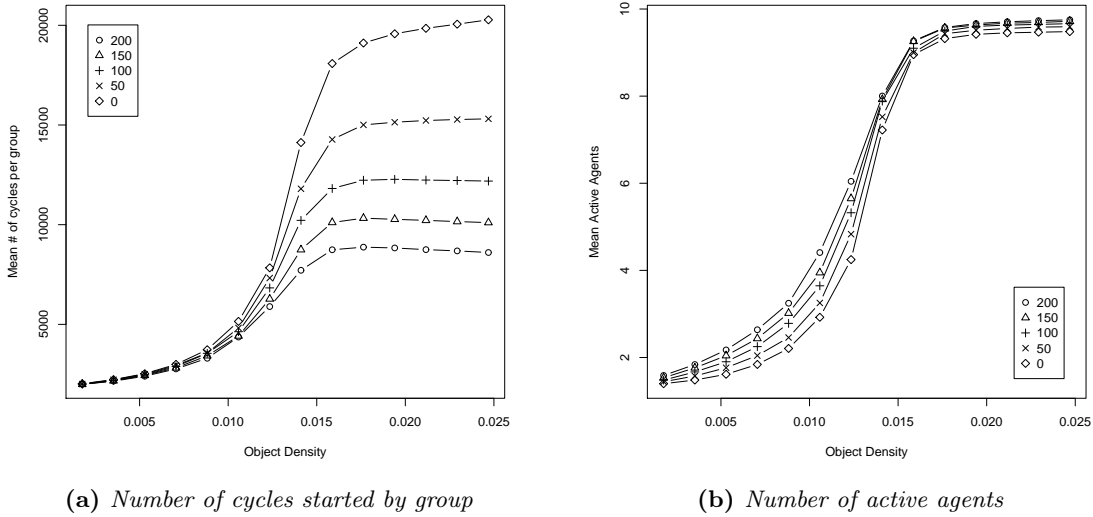 Mean # of cycles per group
20000
15000
10000
5000
200
150
100
50
0
0.005 0.010 0.015 0.020 0.025
Object Density
(a) Number of cycles started by group
Mean Active Agents
10
8
6
4
2
200
150
100
50
0
0.005 0.010 0.015 0.020 0.025
Object Density
(b) Number of active agents